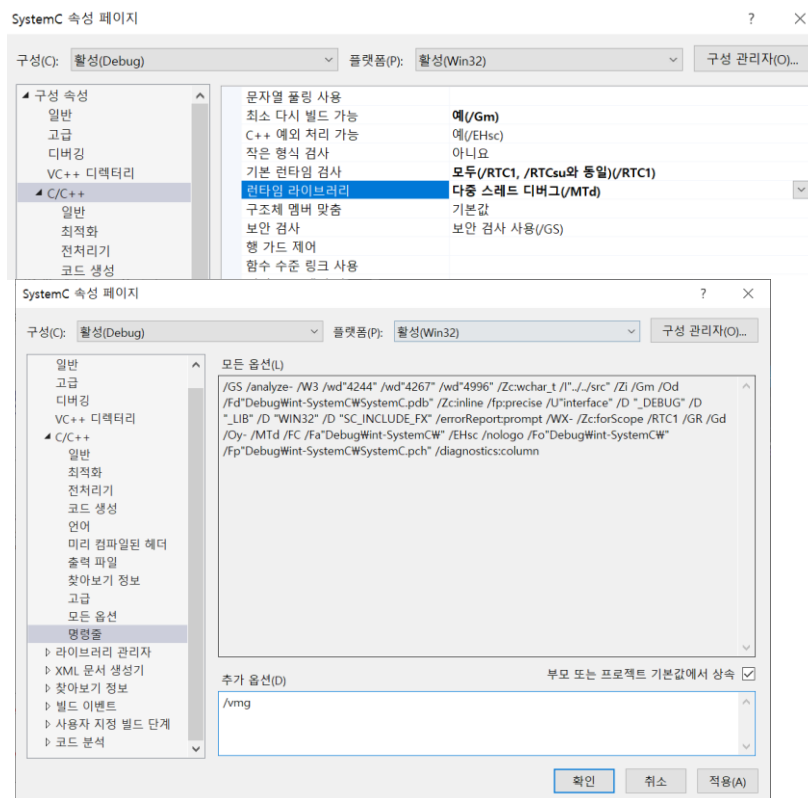 SystemC 속성 페이지
? ×
구성(C): 활성(Debug) 플랫폼(P): 활성(Win32) 구성 관리자(O)...
구성 속성
일반
고급
디버깅
VC++ 디렉터리
C/C++
일반
최적화
전처리기
코드 생성
문자열 풀링 사용
최소 다시 빌드 가능 예(/Gm)
C++ 예외 처리 가능 예(/EHsc)
작은 형식 검사 아니요
기본 런타임 검사 모두(/RTC1, /RTCsu와 동일)(/RTC1)
런타임 라이브러리 다중 스레드 디버그(/MTd)
구조체 멤버 맞춤 기본값
보안 검사 보안 검사 사용(/GS)
행 가드 제어
함수 수준 링크 사용
SystemC 속성 페이지
? ×
구성(C): 활성(Debug) 플랫폼(P): 활성(Win32) 구성 관리자(O)...
일반
고급
디버깅
VC++ 디렉터리
C/C++
일반
최적화
전처리기
코드 생성
언어
미리 컴파일된 헤더
출력 파일
찾아보기 정보
고급
모든 옵션
명령줄
라이브러리 관리자
XML 문서 생성기
찾아보기 정보
빌드 이벤트
사용자 지정 빌드 단계
코드 분석
모든 옵션(L)
/GS /analyze- /W3 /wd"4244" /wd"4267" /wd"4996" /Zc:wchar_t /I"../../src" /Zi /Gm /Od
/Fd"Debug₩int-SystemC₩SystemC.pdb" /Zc:inline /fp:precise /U"interface" /D "_DEBUG" /D
"_LIB" /D "WIN32" /D "SC_INCLUDE_FX" /errorReport:prompt /WX- /Zc:forScope /RTC1 /GR /Gd
/Oy- /MTd /FC /Fa"Debug₩int-SystemC₩" /EHsc /nologo /Fo"Debug₩int-SystemC₩"
/Fp"Debug₩int-SystemC₩SystemC.pch" /diagnostics:column
추가 옵션(D) 부모 또는 프로젝트 기본값에서 상속
/vmg
확인 취소 적용(A)